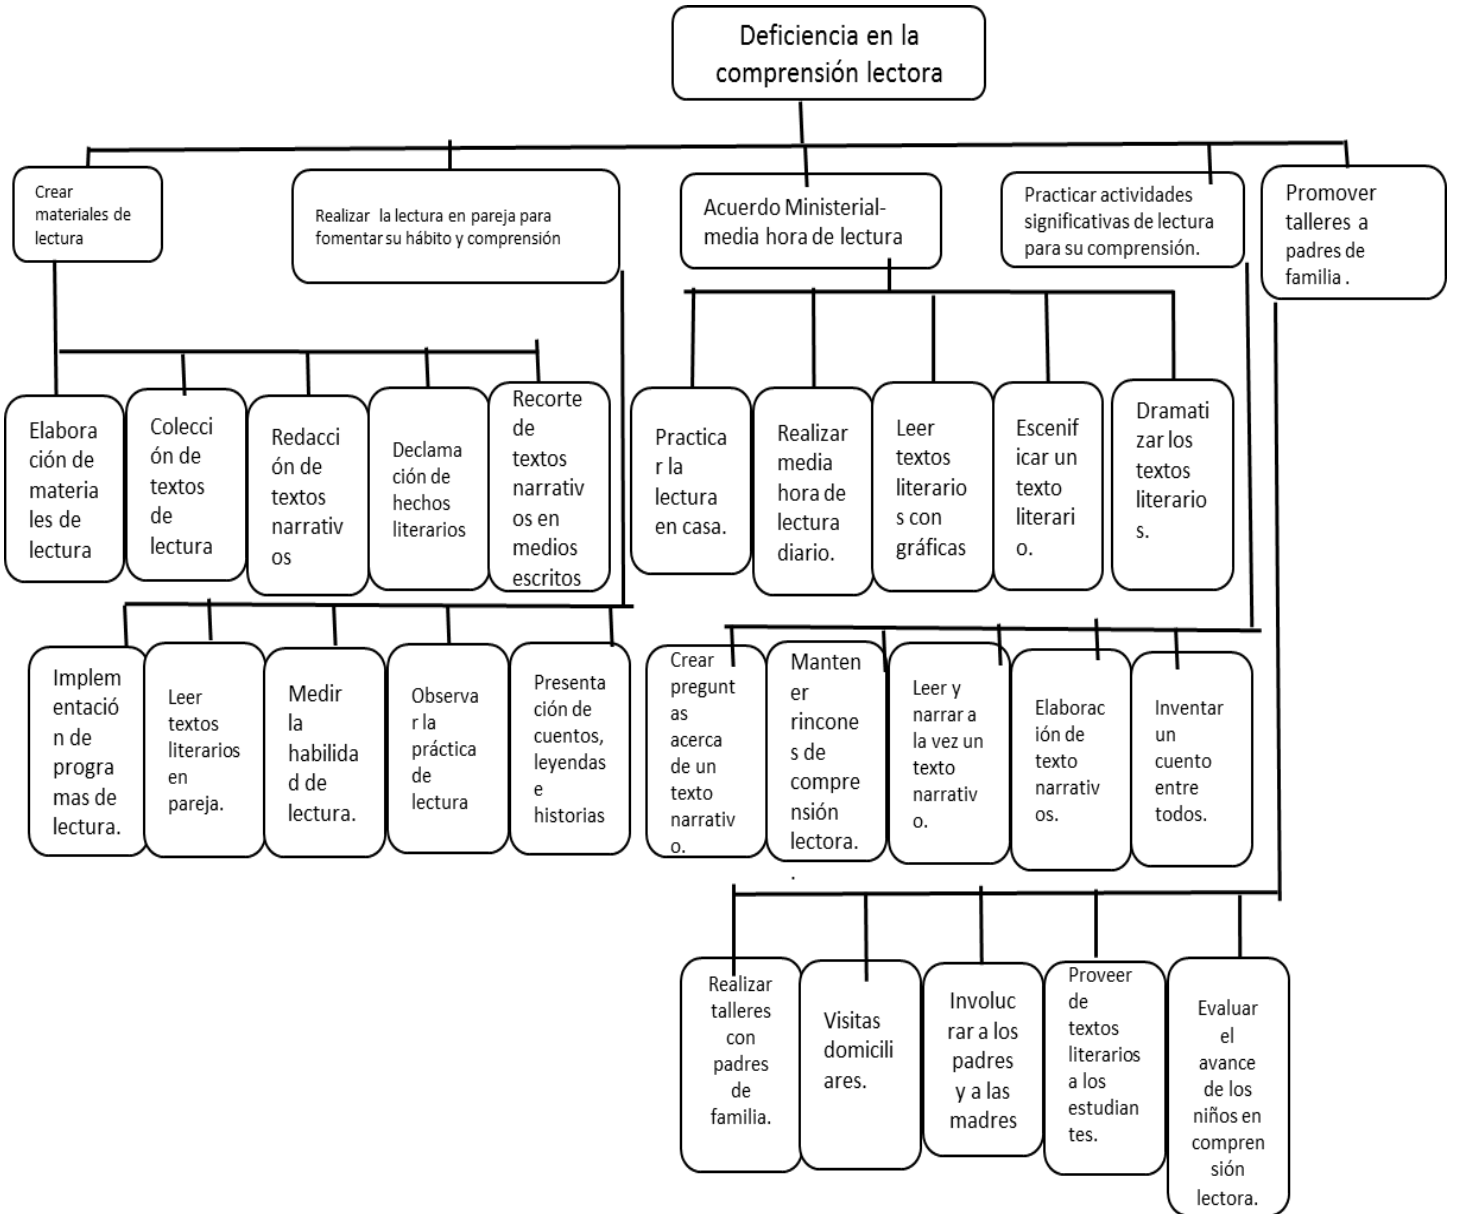 Deficiencia en la
comprensión lectora
Crear
materiales de
lectura
Realizar la lectura en pareja para
fomentar su hábito y comprensión
Acuerdo Ministerial-
media hora de lectura
Practicar actividades
significativas de lectura
para su comprensión.
Promover
talleres a
padres de
familia .
Elabora
ción de
materia
les de
lectura
Colecci
ón de
textos
de
lectura
Redacci
ón de
textos
narrativ
os
Declama
ción de
hechos
literarios
Recorte
de
textos
narrativ
os en
medios
escritos
Practica
r la
lectura
en casa.
Realizar
media
hora de
lectura
diario.
Leer
textos
literario
s con
gráficas
Escenif
icar un
texto
literari
o.
Dramati
zar los
textos
literario
s.
Implem
entació
n de
progra
mas de
lectura.
Leer
textos
literarios
en
pareja.
Medir
la
habilida
d de
lectura.
Observa
r la
práctica
de
lectura
Presenta
ción de
cuentos,
leyendas
e
historias
Crear
pregunt
as
acerca
de un
texto
narrativ
o.
Manten
er
rincone
s de
compre
nsión
lectora.
.
Leer y
narrar a
la vez un
texto
narrativ
o.
Elaborac
ión de
texto
narrativ
os.
Inventar
un
cuento
entre
todos.
Realizar
talleres
con
padres
de
familia.
Visitas
domicili
ares.
Involuc
rar a los
padres
y a las
madres
Proveer
de
textos
literarios
a los
estudian
tes.
Evaluar
el
avance
de los
niños en
compren
sión
lectora.